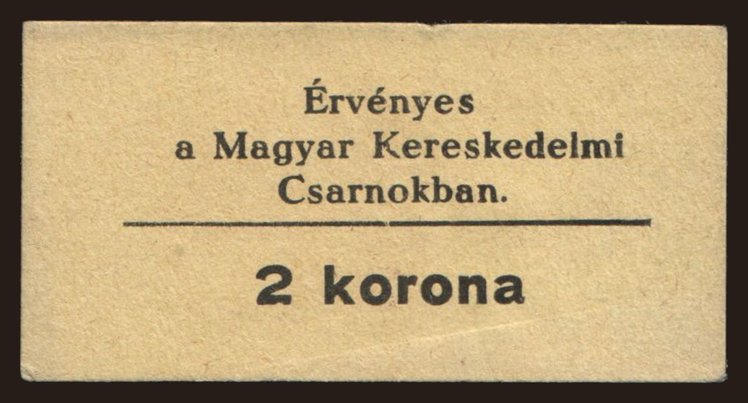 Érvényes
a Magyar Kereskedelmi
Csarnokban.
2 korona